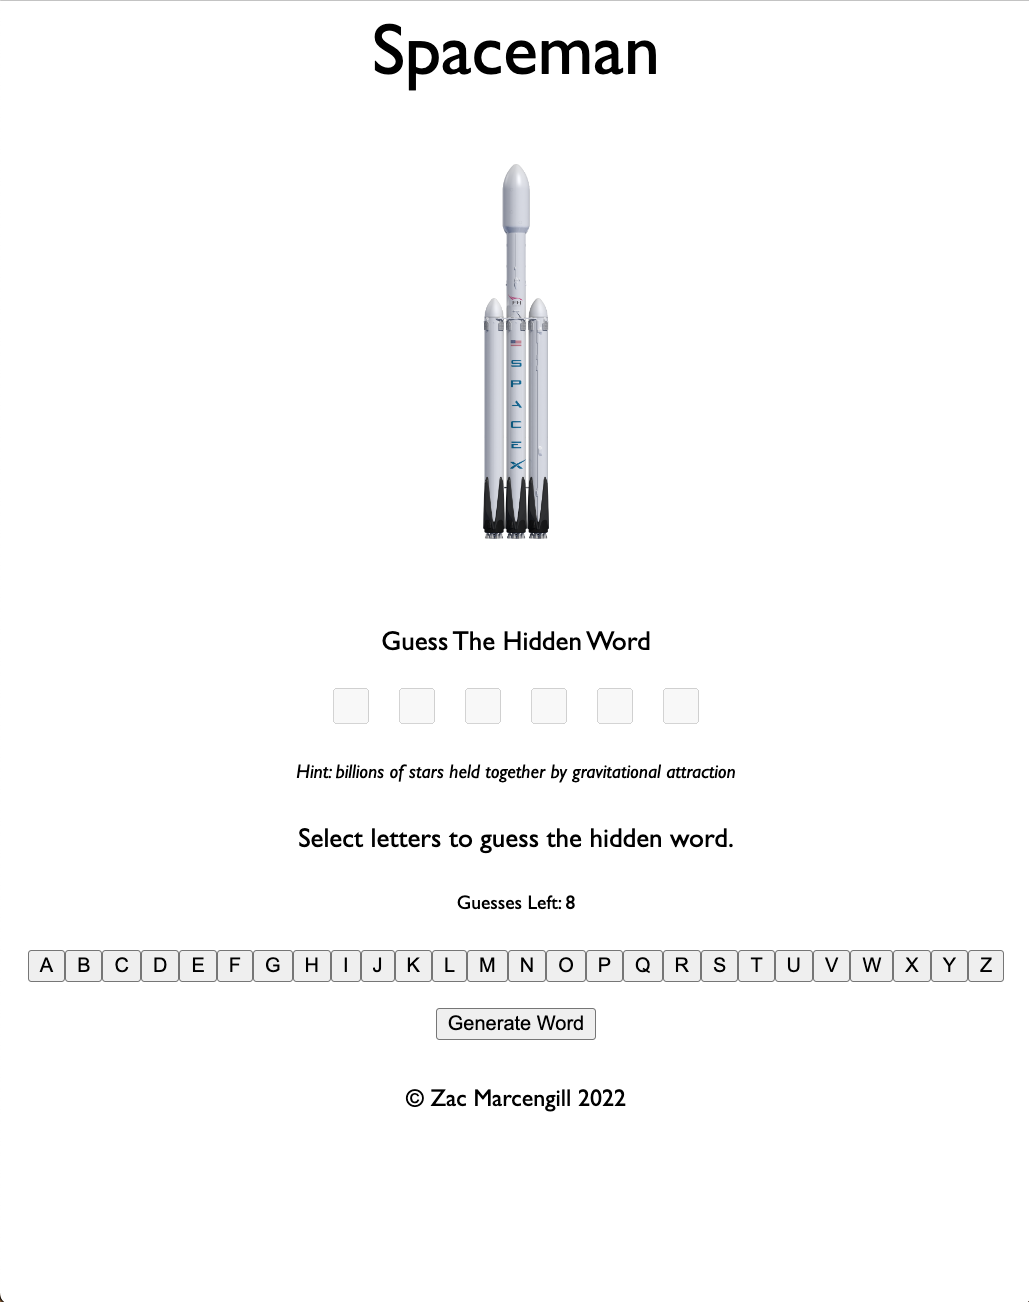 Spaceman
FH
S
P
A
C
E
X
Guess The Hidden Word
Hint: billions of stars held together by gravitational attraction
Select letters to guess the hidden word.
Guesses Left: 8
A B C D E F G H I J K L M N O P Q R S T U V W X Y Z
Generate Word
© Zac Marcengill 2022